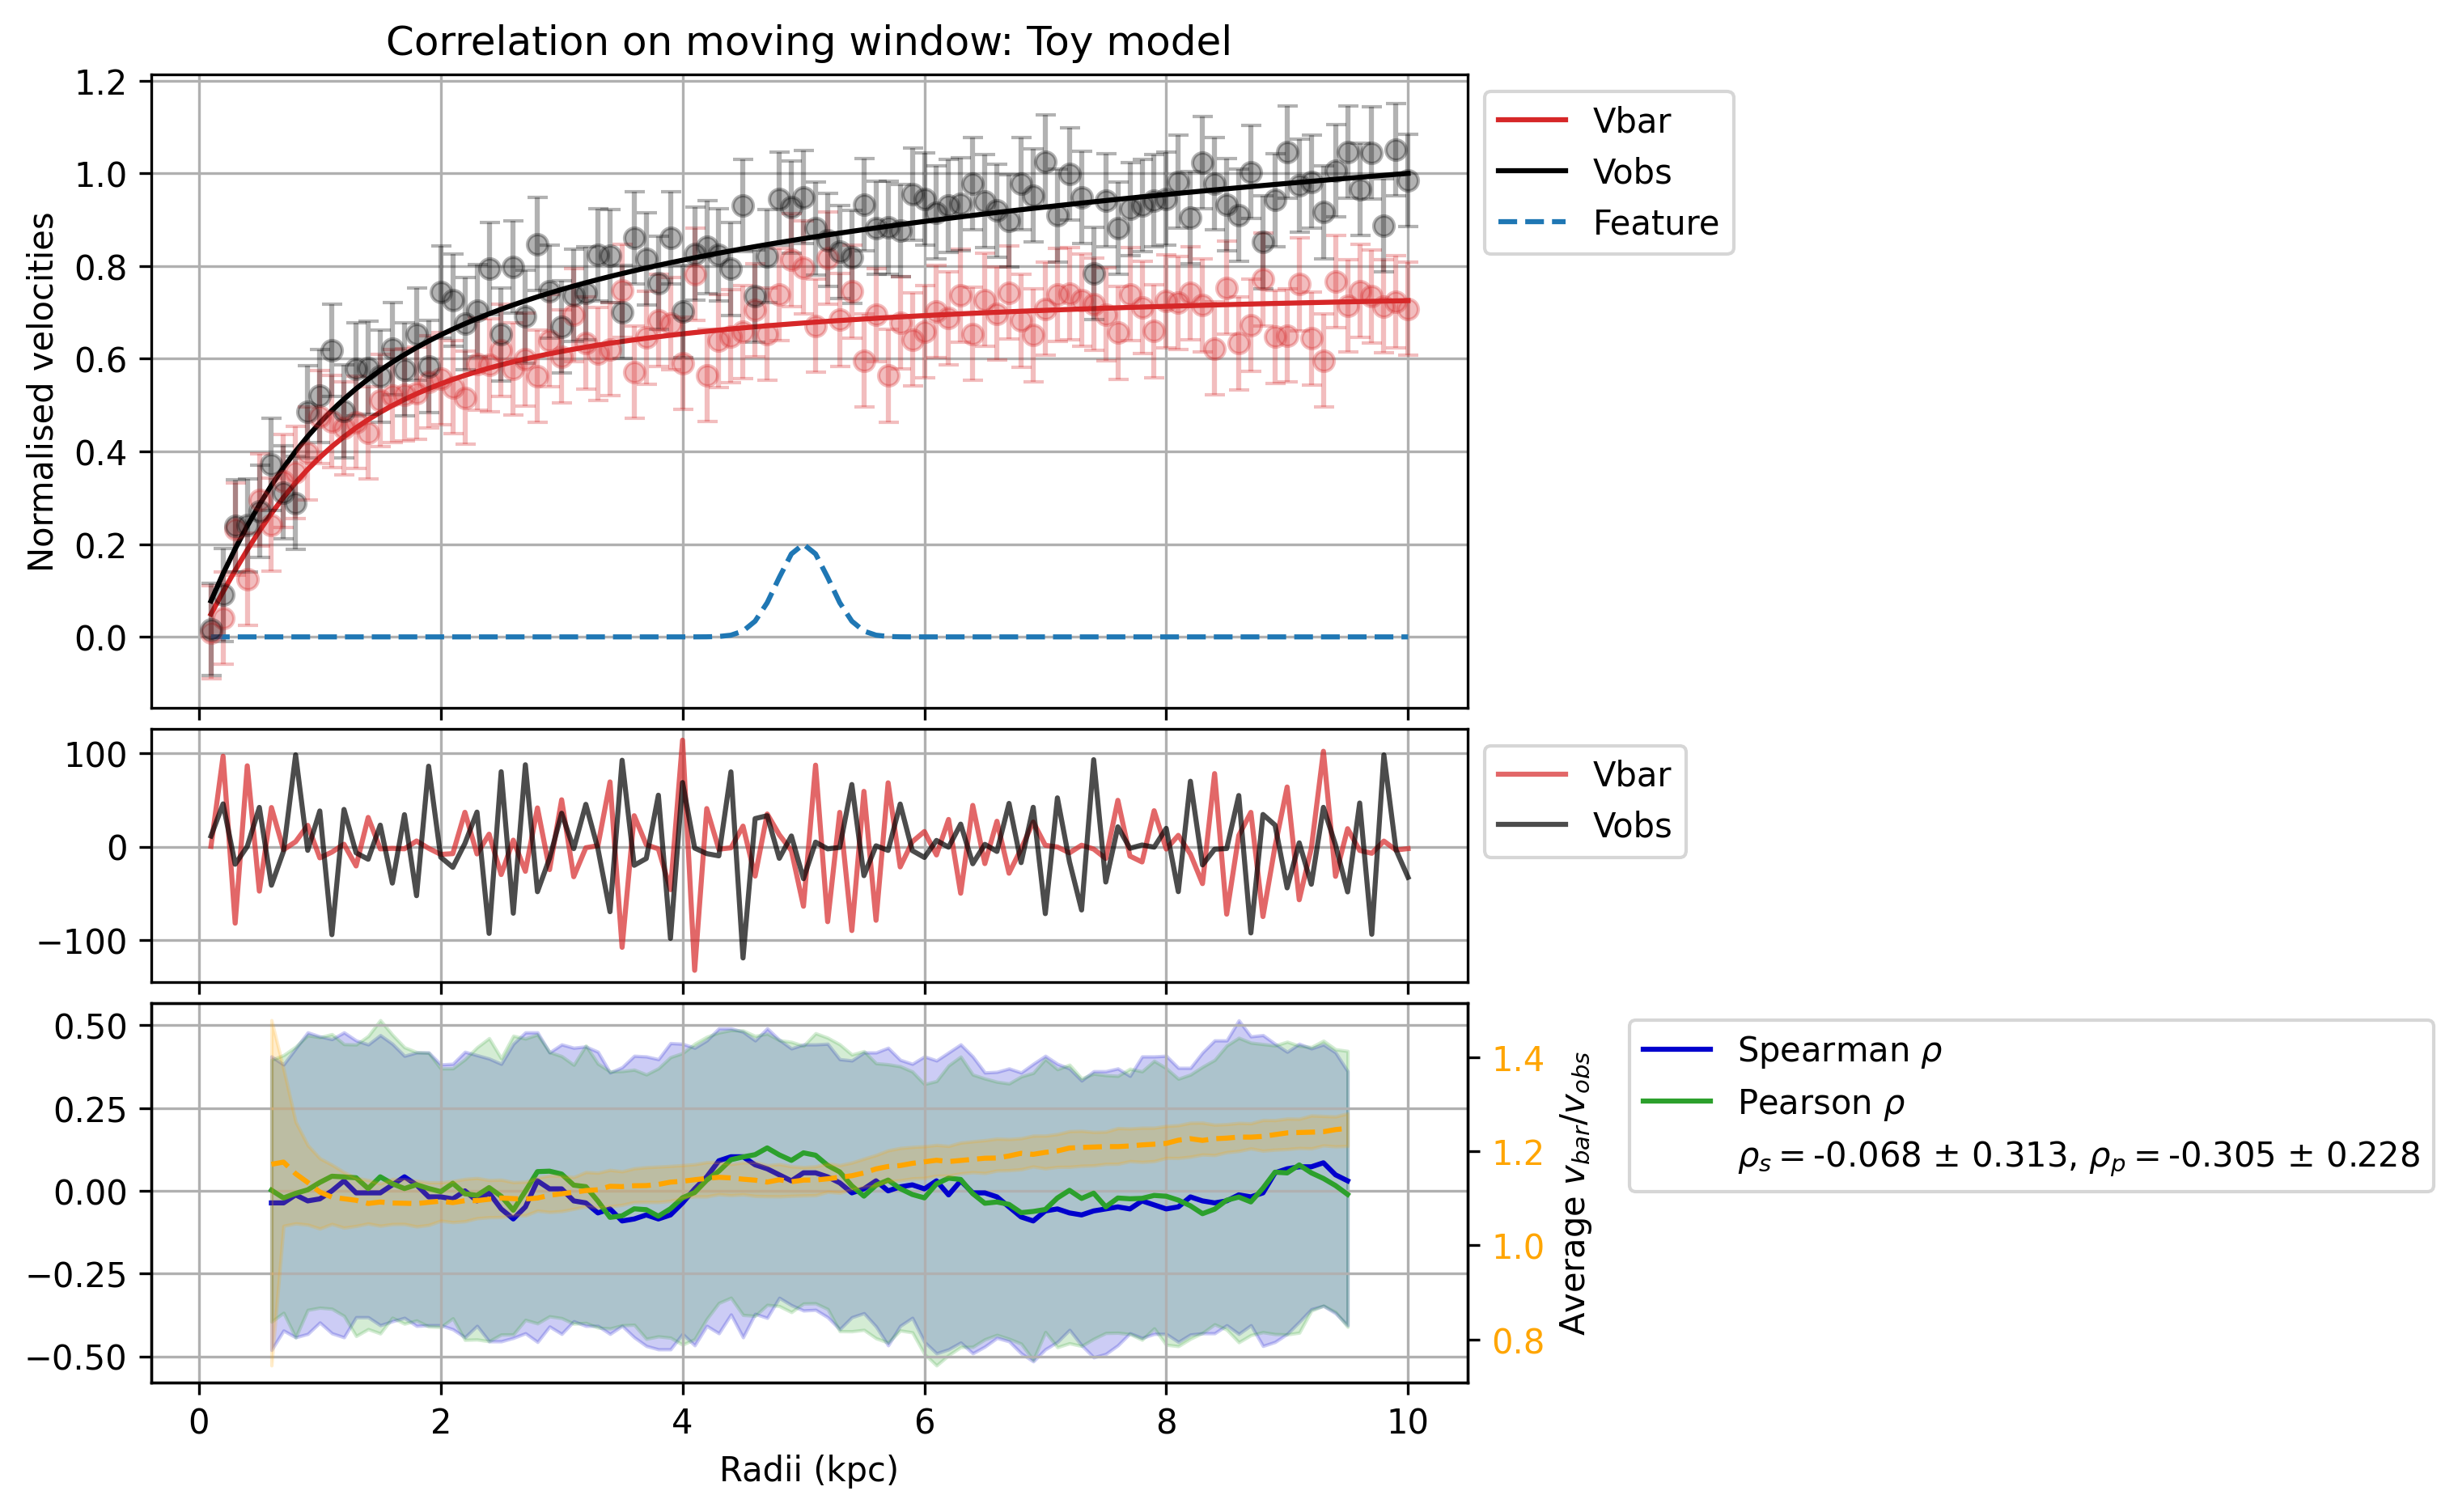 Correlation on moving window: Toy model
Normalised velocities
1.2
1.0
0.8
0.6
0.4
0.2
0.0
Vbar
Vobs
Feature
100
0
−100
Vbar
Vobs
0.50
0.25
0.00
−0.25
−0.50
1.4
1.2
1.0
0.8
Average v_bar/v_obs
Spearman ρ
Pearson ρ
ρ_s = -0.068 ± 0.313, ρ_p = -0.305 ± 0.228
0 2 4 6 8 10
Radii (kpc)